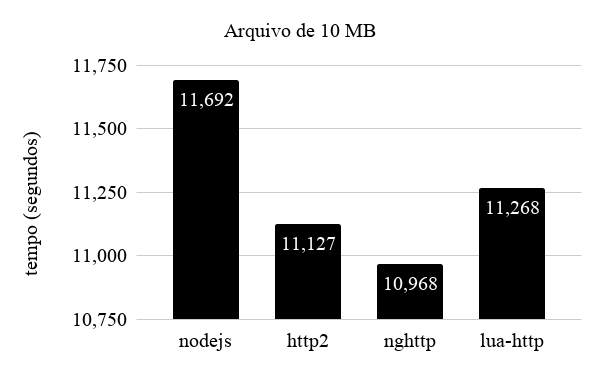 Arquivo de 10 MB
tempo (segundos)
11,750
11,500
11,250
11,000
10,750
11,692
11,127
10,968
11,268
nodejs
http2
nghttp
lua-http